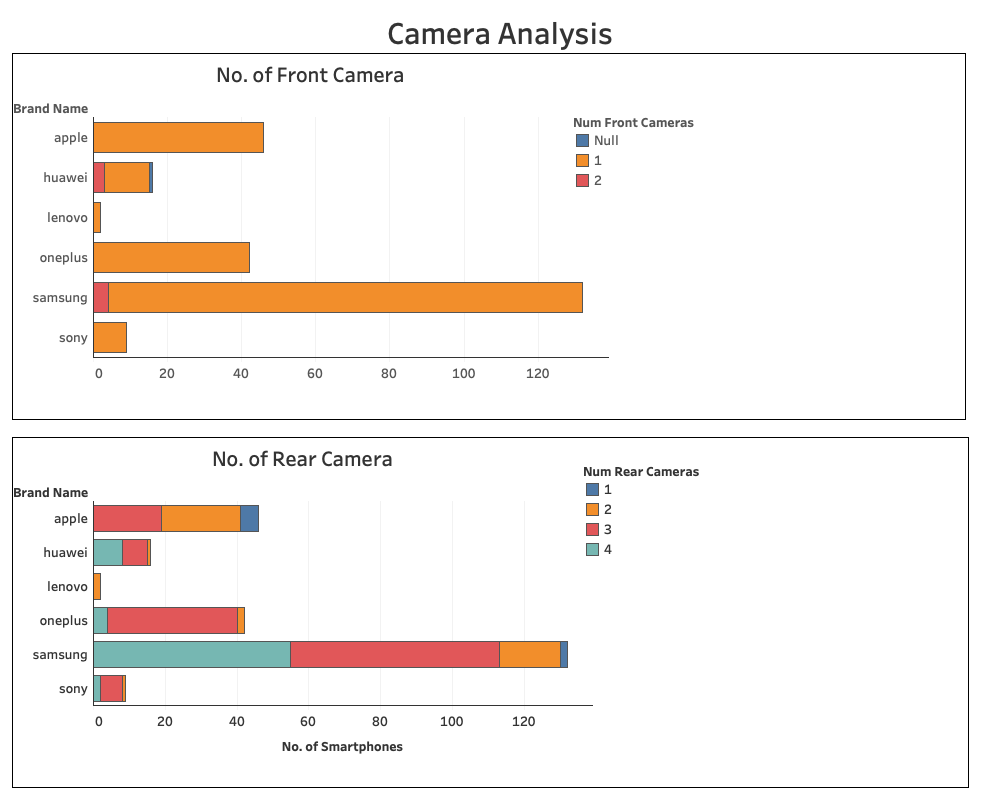 Camera Analysis
No. of Front Camera
Brand Name
apple
huawei
lenovo
oneplus
samsung
sony
0 20 40 60 80 100 120
Num Front Cameras
Null
1
2
No. of Rear Camera
Brand Name
apple
huawei
lenovo
oneplus
samsung
sony
0 20 40 60 80 100 120
No. of Smartphones
Num Rear Cameras
1
2
3
4